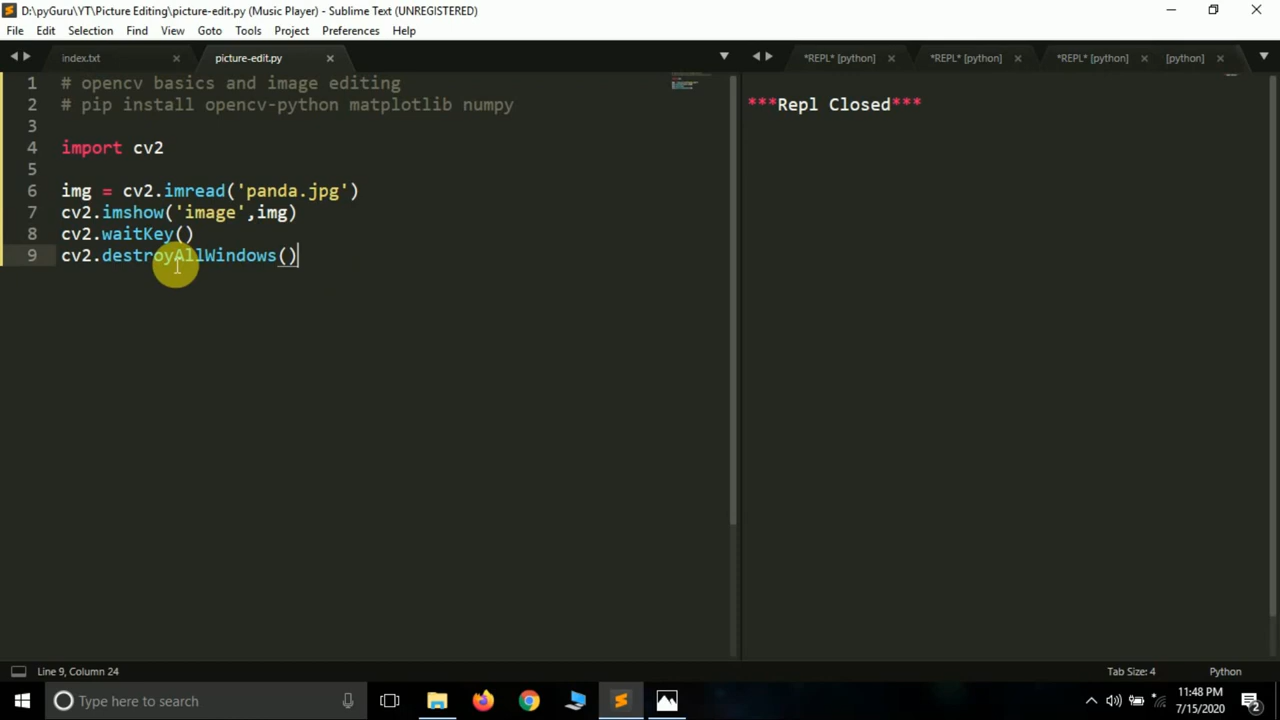 D:\pyGuru\YT\Picture Editing\picture-edit.py (Music Player) - Sublime Text (UNREGISTERED)
File Edit Selection Find View Goto Tools Project Preferences Help
index.txt picture-edit.py *REPL* [python] *REPL* [python] *REPL* [python] [python]
1 # opencv basics and image editing
2 # pip install opencv-python matplotlib numpy
3
4 import cv2
5
6 img = cv2.imread('panda.jpg')
7 cv2.imshow('image',img)
8 cv2.waitKey()
9 cv2.destroyAllWindows()
***Repl Closed***
Line 9, Column 24 Tab Size: 4 Python
Type here to search
11:48 PM
7/15/2020
2